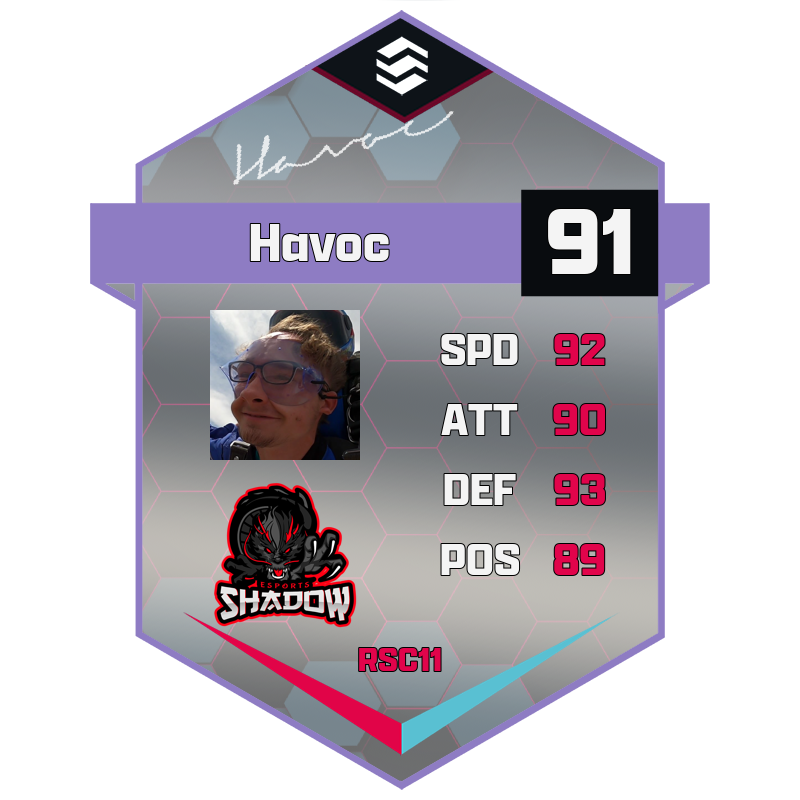 Havoc
Havoc
91
SPD 92
ATT 90
DEF 93
POS 89
ESPORTS
SHADOW
RSC11